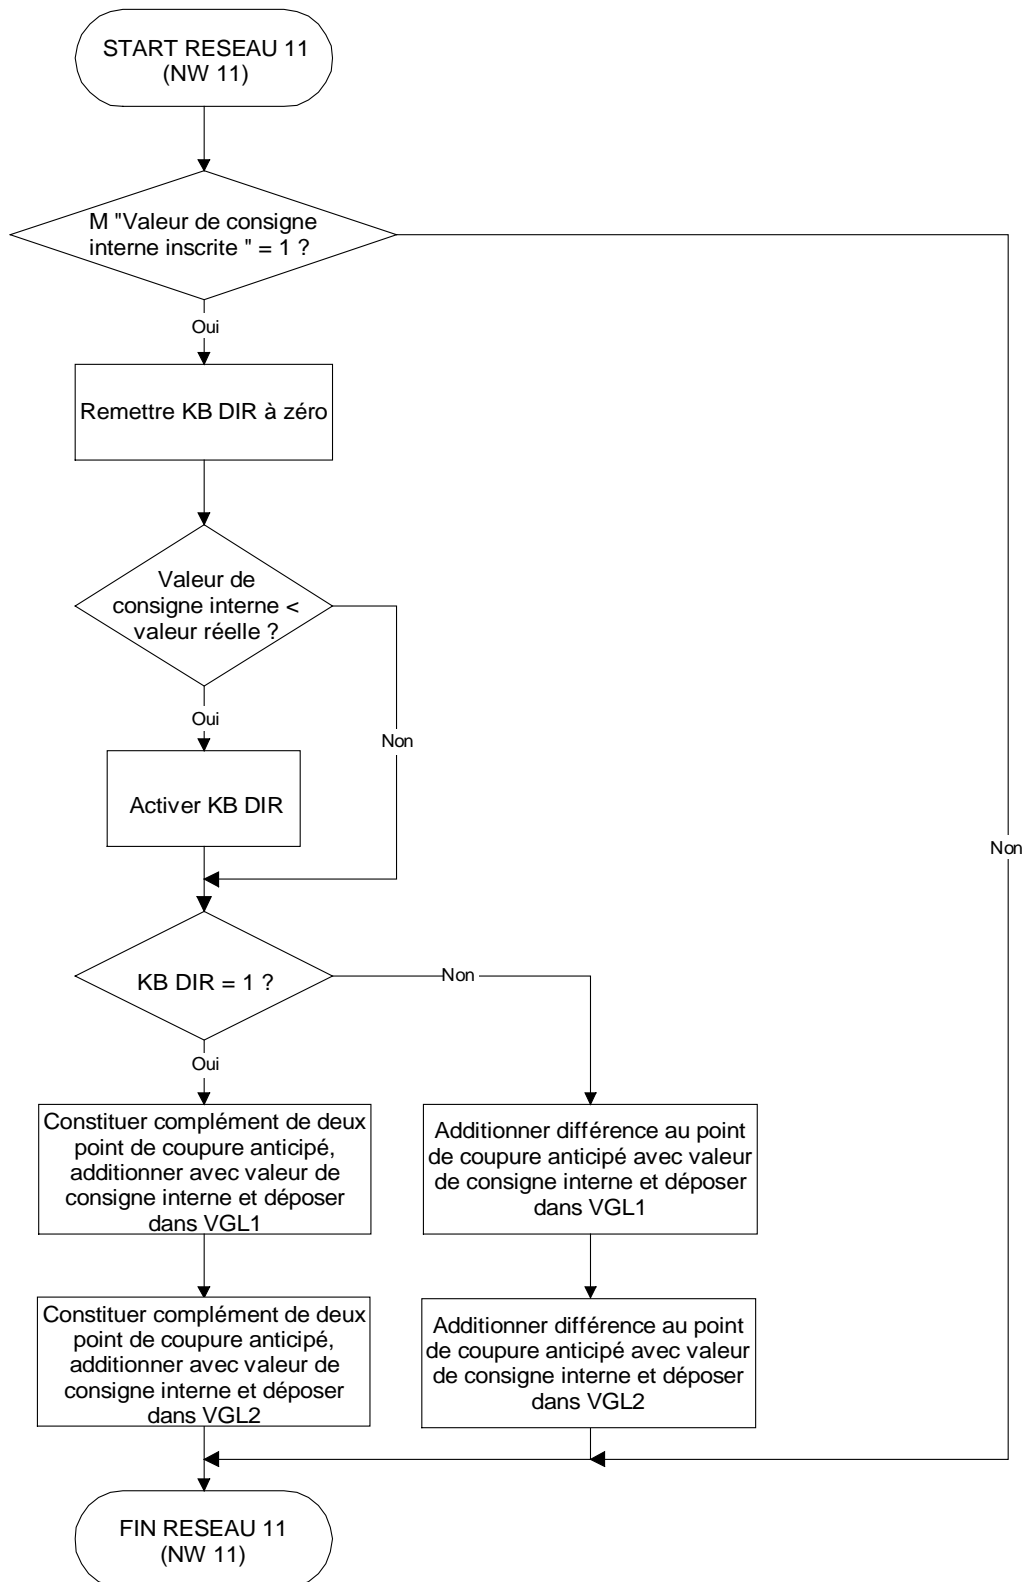 START RESEAU 11
(NW 11)
M "Valeur de consigne
interne inscrite " = 1 ?
Oui
Remettre KB DIR à zéro
Valeur de
consigne interne <
valeur réelle ?
Oui
Non
Activer KB DIR
Non
KB DIR = 1 ?
Non
Oui
Constituer complément de deux
point de coupure anticipé,
additionner avec valeur de
consigne interne et déposer
dans VGL1
Additionner différence au point
de coupure anticipé avec valeur
de consigne interne et déposer
dans VGL1
Constituer complément de deux
point de coupure anticipé,
additionner avec valeur de
consigne interne et déposer
dans VGL2
Additionner différence au point
de coupure anticipé avec valeur
de consigne interne et déposer
dans VGL2
FIN RESEAU 11
(NW 11)